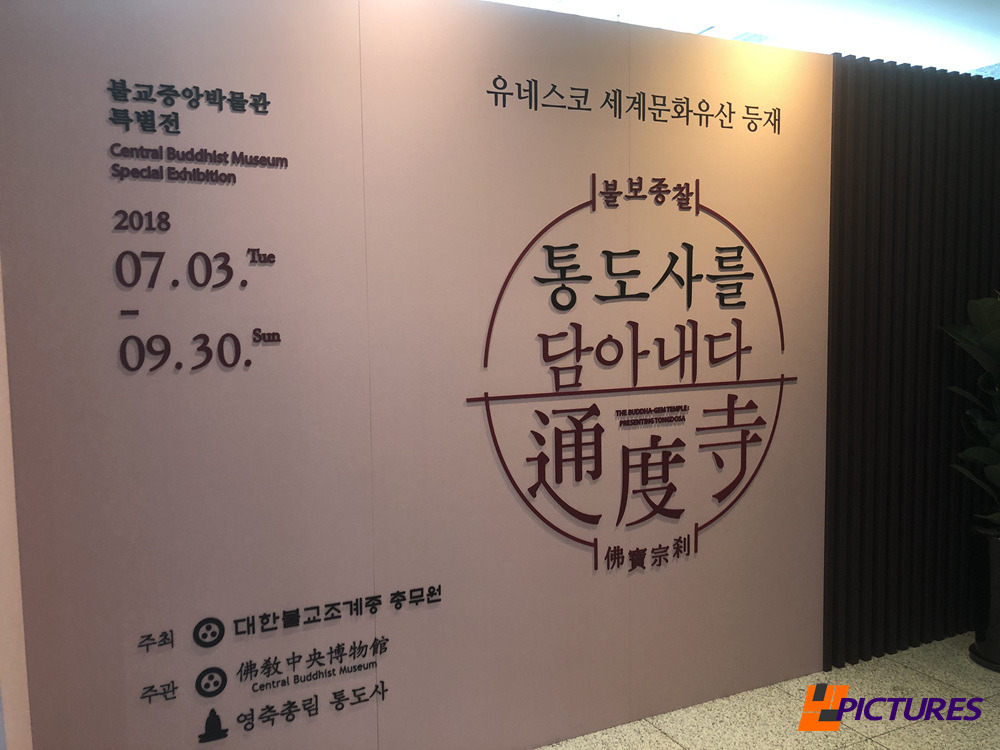 불교중앙박물관
특별전
Central Buddhist Museum
Special Exhibition
2018
07.03.Tue
–
09.30.Sun
유네스코 세계문화유산 등재
불보종찰
통도사를
담아내다
THE BUDDHA-GEM TEMPLE:
PRESENTING TONGDOSA
通度寺
佛寶宗刹
주최 대한불교조계종 총무원
주관 佛敎中央博物館
Central Buddhist Museum
영축총림 통도사
PICTURES